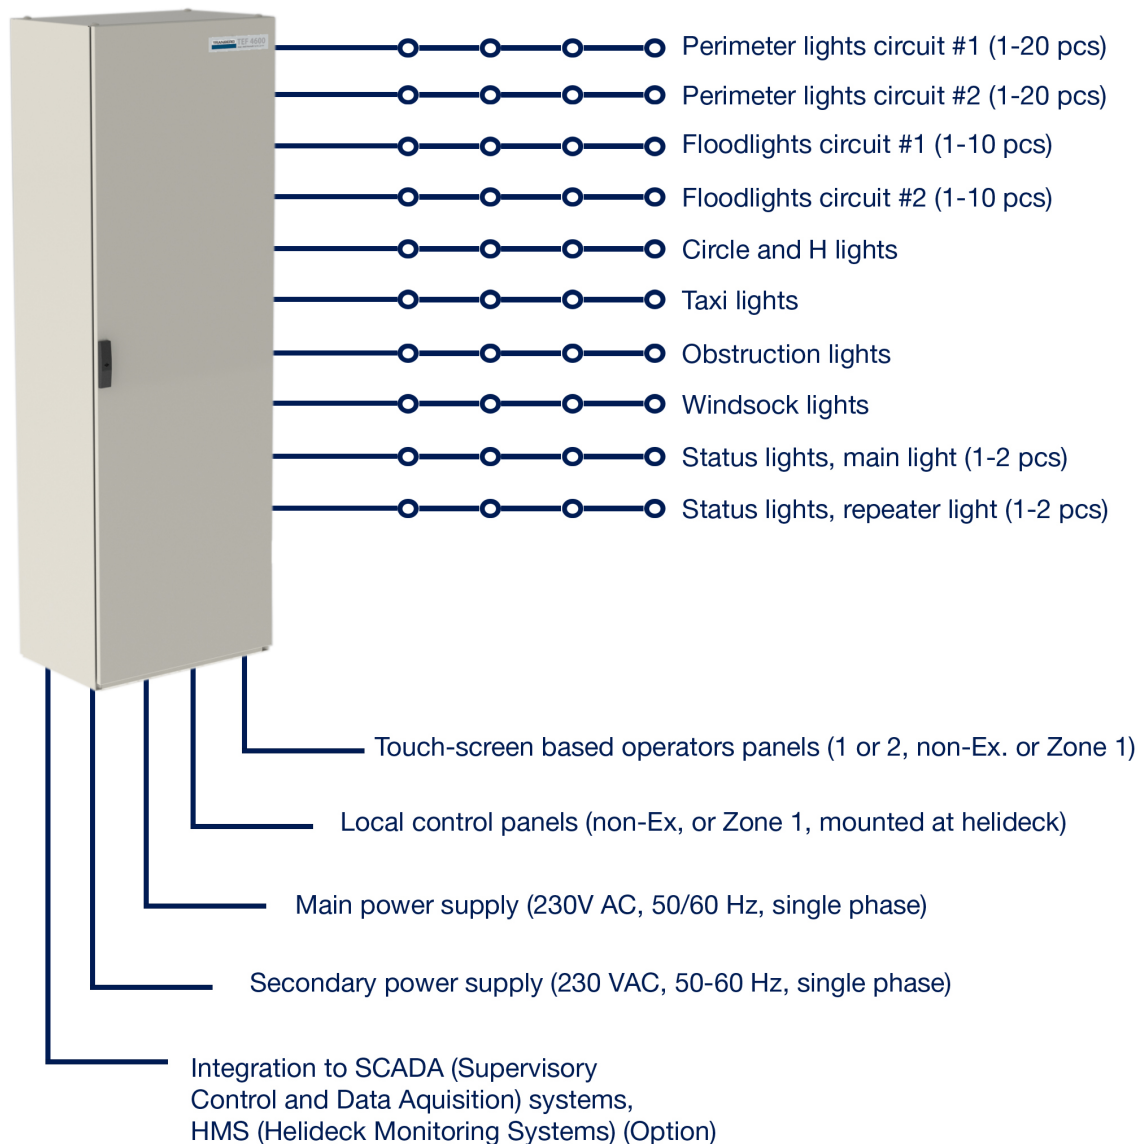 TRANBERG TEF 4600
Perimeter lights circuit #1 (1-20 pcs)
Perimeter lights circuit #2 (1-20 pcs)
Floodlights circuit #1 (1-10 pcs)
Floodlights circuit #2 (1-10 pcs)
Circle and H lights
Taxi lights
Obstruction lights
Windsock lights
Status lights, main light (1-2 pcs)
Status lights, repeater light (1-2 pcs)
Touch-screen based operators panels (1 or 2, non-Ex. or Zone 1)
Local control panels (non-Ex, or Zone 1, mounted at helideck)
Main power supply (230V AC, 50/60 Hz, single phase)
Secondary power supply (230 VAC, 50-60 Hz, single phase)
Integration to SCADA (Supervisory
Control and Data Aquisition) systems,
HMS (Helideck Monitoring Systems) (Option)